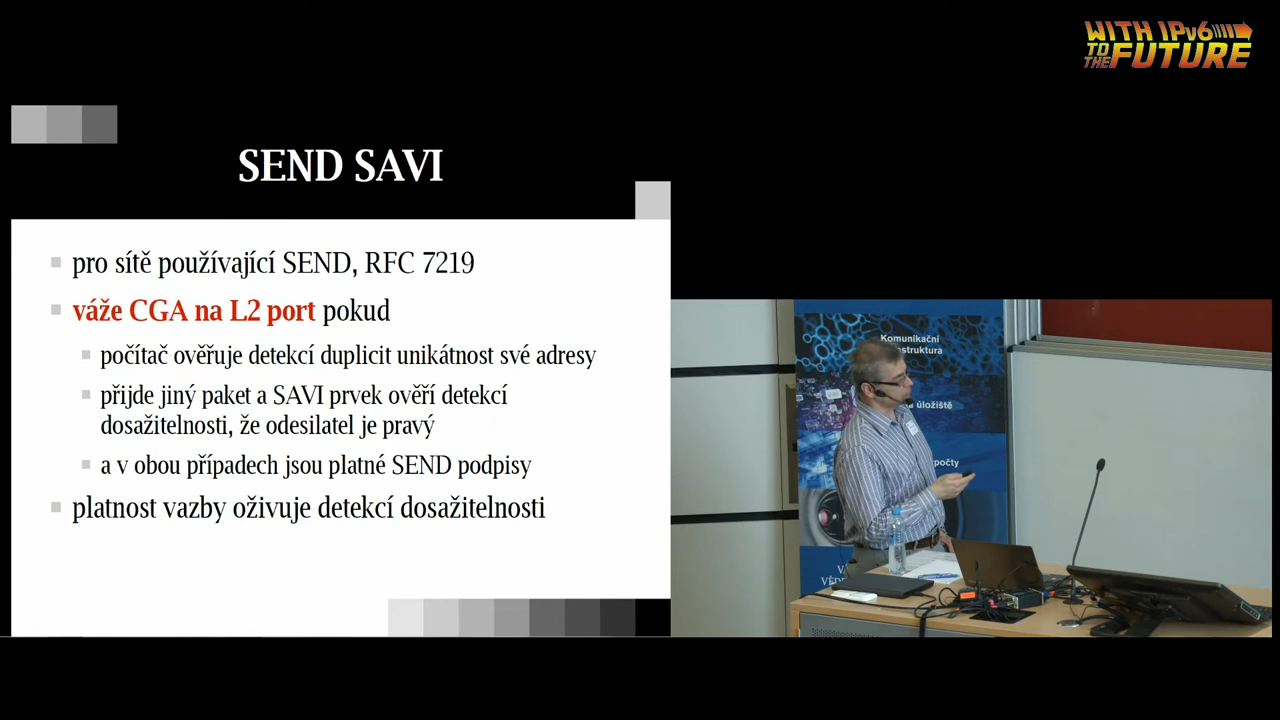 WITH IPv6
TO THE FUTURE
SEND SAVI
pro sítě používající SEND, RFC 7219
váže CGA na L2 port pokud
počítač ověřuje detekcí duplicit unikátnost své adresy
přijde jiný paket a SAVI prvek ověří detekcí
dosažitelnosti, že odesilatel je pravý
a v obou případech jsou platné SEND podpisy
platnost vazby oživuje detekcí dosažitelnosti
Komunikační
úložiště